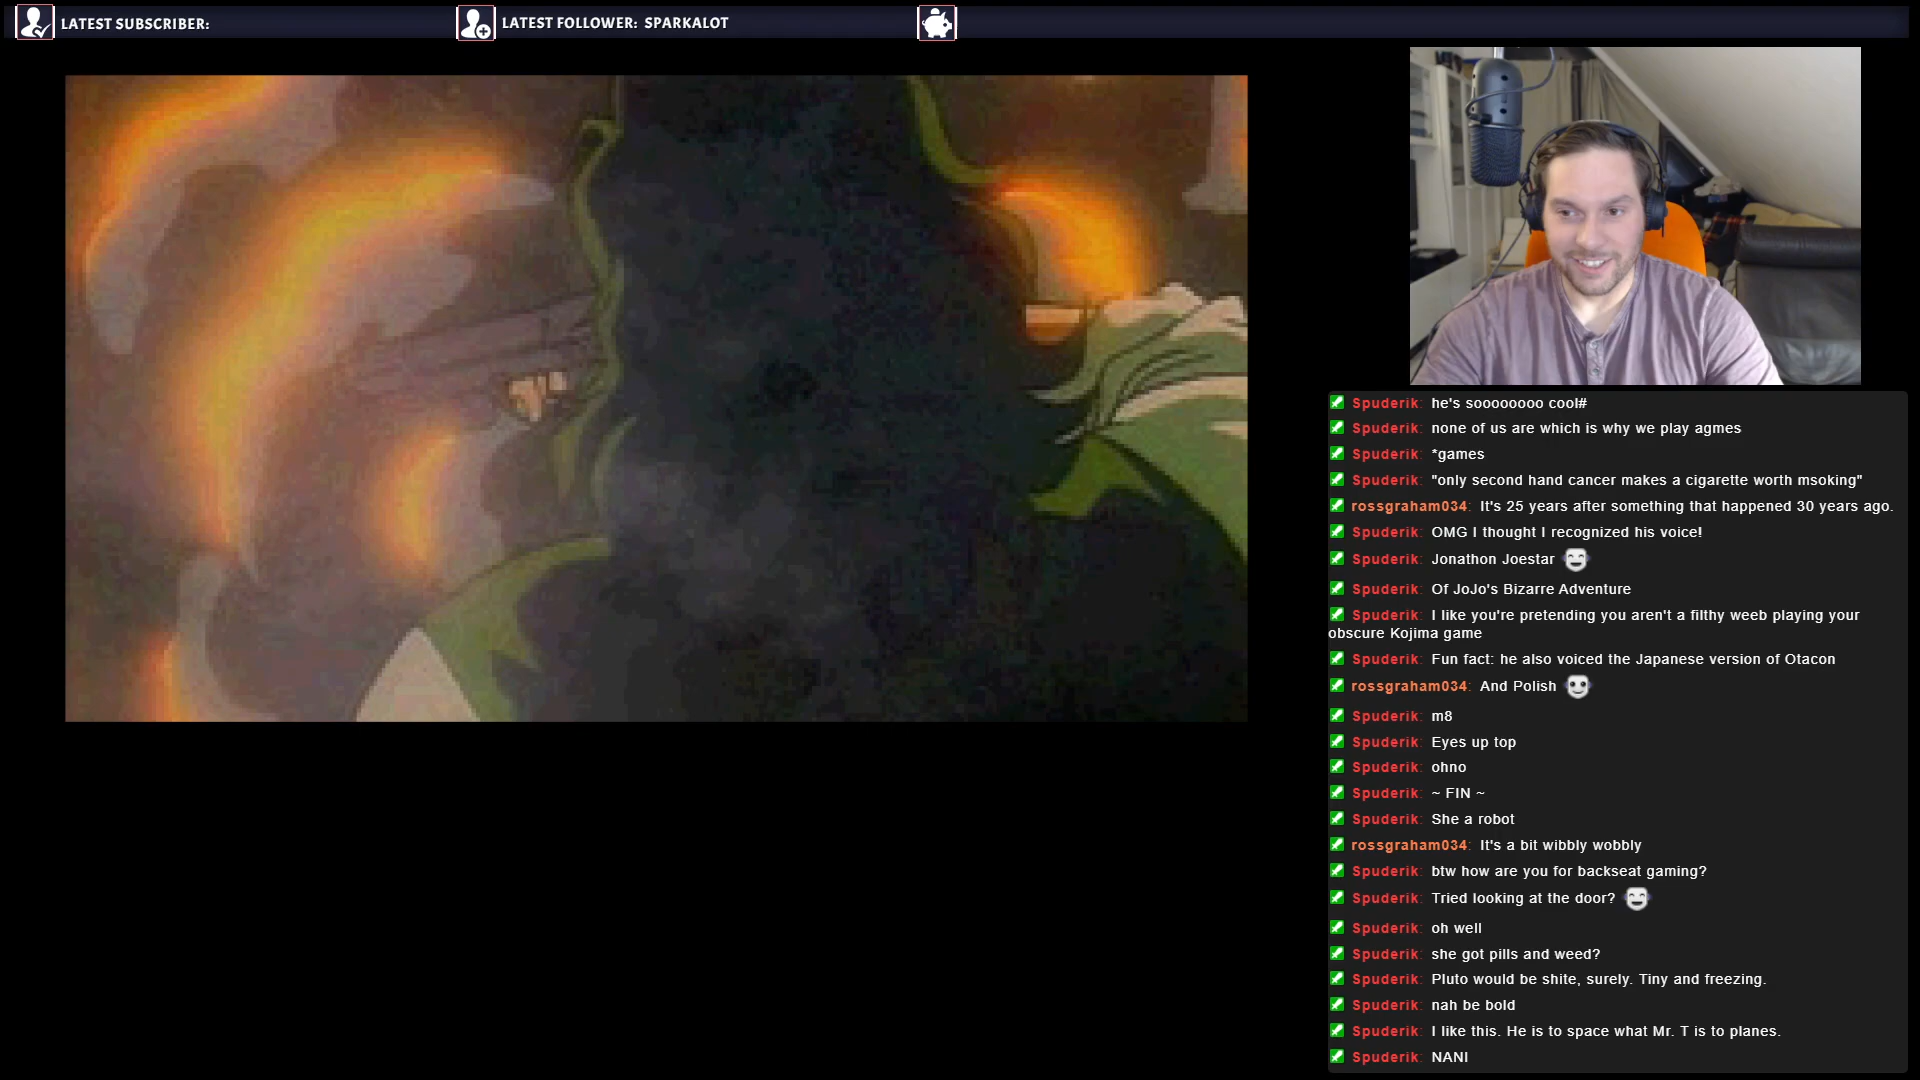 LATEST SUBSCRIBER:
LATEST FOLLOWER: SPARKALOT
Spuderik: he's soooooooo cool#
Spuderik: none of us are which is why we play agmes
Spuderik: *games
Spuderik: "only second hand cancer makes a cigarette worth msoking"
rossgraham034: It's 25 years after something that happened 30 years ago.
Spuderik: OMG I thought I recognized his voice!
Spuderik: Jonathon Joestar
Spuderik: Of JoJo's Bizarre Adventure
Spuderik: I like you're pretending you aren't a filthy weeb playing your
obscure Kojima game
Spuderik: Fun fact: he also voiced the Japanese version of Otacon
rossgraham034: And Polish
Spuderik: m8
Spuderik: Eyes up top
Spuderik: ohno
Spuderik: ~ FIN ~
Spuderik: She a robot
rossgraham034: It's a bit wibbly wobbly
Spuderik: btw how are you for backseat gaming?
Spuderik: Tried looking at the door?
Spuderik: oh well
Spuderik: she got pills and weed?
Spuderik: Pluto would be shite, surely. Tiny and freezing.
Spuderik: nah be bold
Spuderik: I like this. He is to space what Mr. T is to planes.
Spuderik: NANI